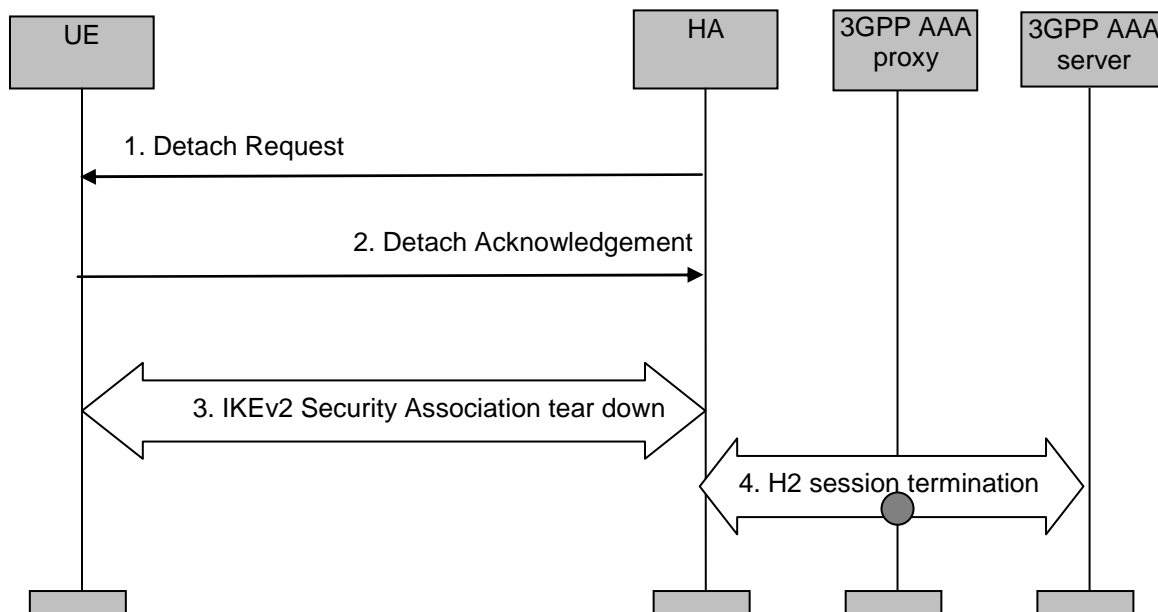 UE
HA
3GPP AAA
proxy
3GPP AAA
server
1. Detach Request
2. Detach Acknowledgement
3. IKEv2 Security Association tear down
4. H2 session termination